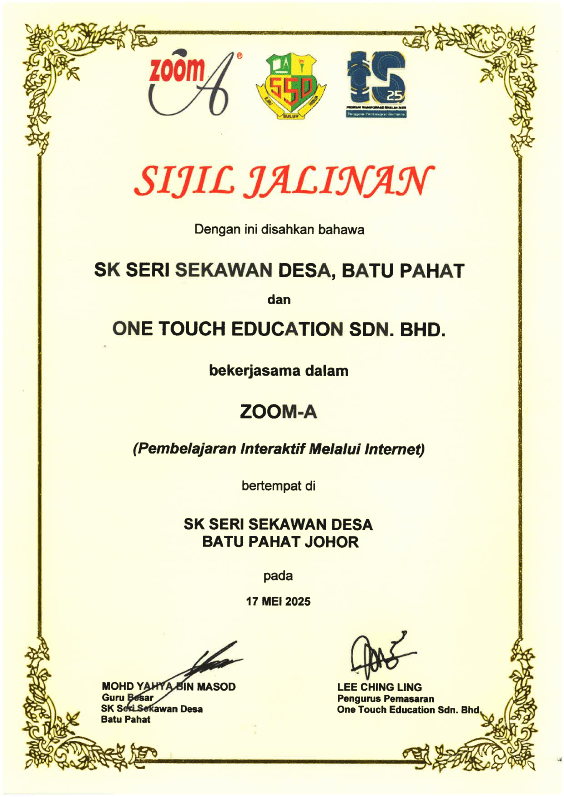 zoom A ®
SSD
ts 25
SIJIL JALINAN
Dengan ini disahkan bahawa
SK SERI SEKAWAN DESA, BATU PAHAT
dan
ONE TOUCH EDUCATION SDN. BHD.
bekerjasama dalam
ZOOM-A
(Pembelajaran Interaktif Melalui Internet)
bertempat di
SK SERI SEKAWAN DESA
BATU PAHAT JOHOR
pada
17 MEI 2025
MOHD YAHYA BIN MASOD
Guru Besar
SK Seri Sekawan Desa
Batu Pahat
LEE CHING LING
Pengurus Pemasaran
One Touch Education Sdn. Bhd.